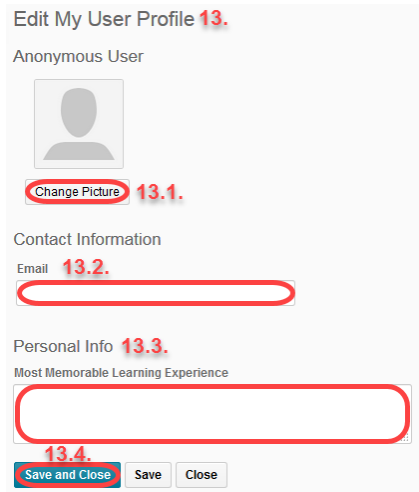 Edit My User Profile 13.
Anonymous User
Change Picture 13.1.
Contact Information
Email 13.2.
Personal Info 13.3.
Most Memorable Learning Experience
13.4.
Save and Close Save Close